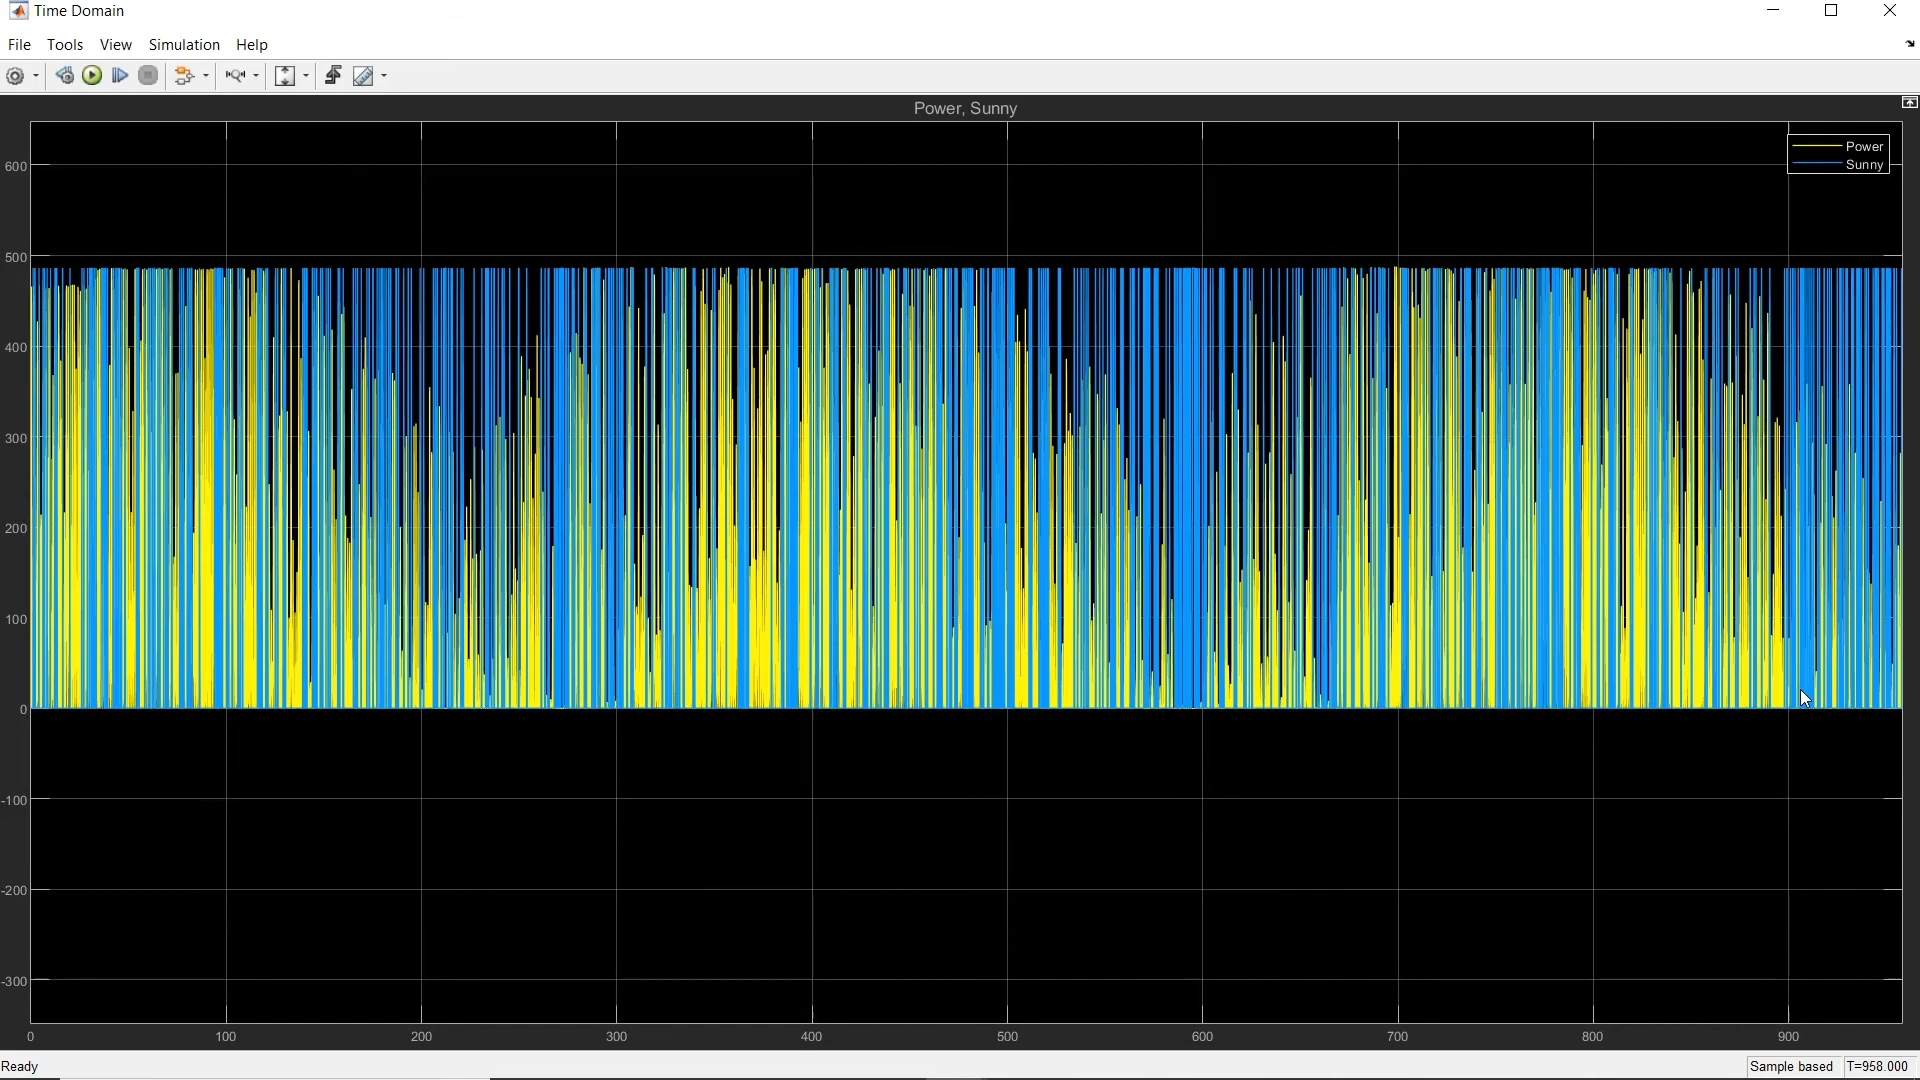 Time Domain
File Tools View Simulation Help
Power, Sunny
Power
Sunny
600
500
400
300
200
100
0
-100
-200
-300
0 100 200 300 400 500 600 700 800 900
Ready Sample based T=958.000